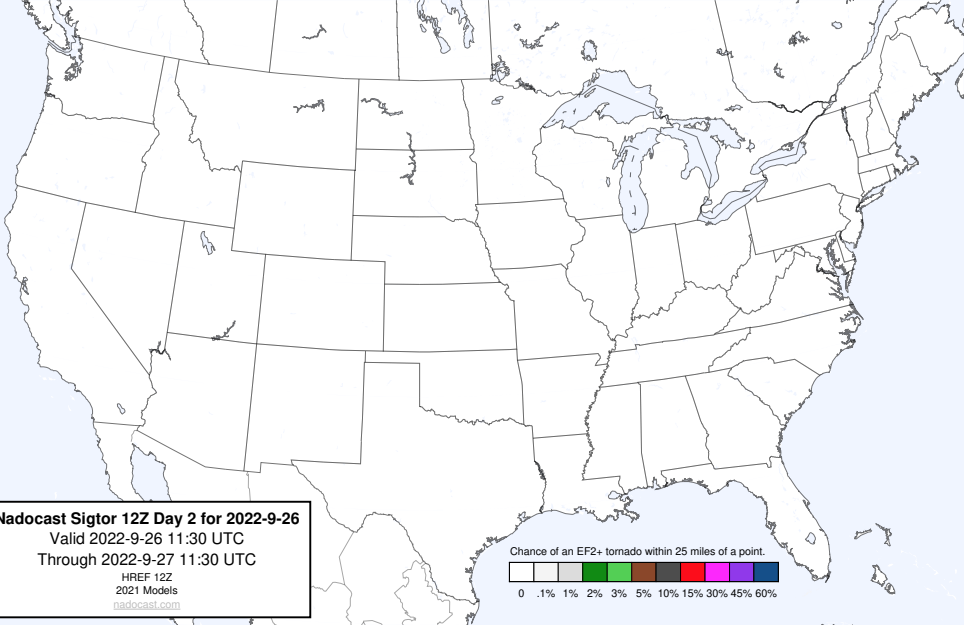 Nadocast Sigtor 12Z Day 2 for 2022-9-26
Valid 2022-9-26 11:30 UTC
Through 2022-9-27 11:30 UTC
HREF 12Z
2021 Models
nadocast.com
Chance of an EF2+ tornado within 25 miles of a point.
0 .1% 1% 2% 3% 5% 10% 15% 30% 45% 60%